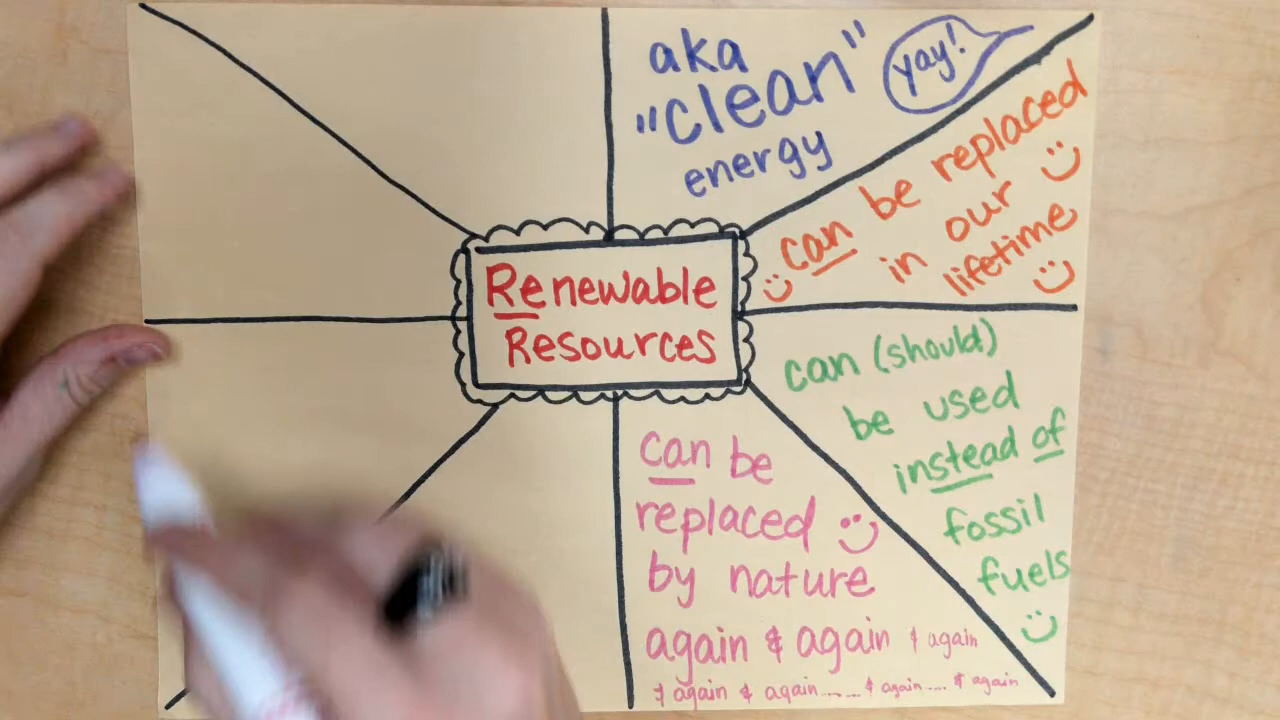 Renewable
Resources
aka
"clean"
energy
yay!
can be replaced
in our
lifetime
can (should)
be used
instead of
fossil
fuels
can be
replaced
by nature
again & again & again
& again & again...... & again.... & again